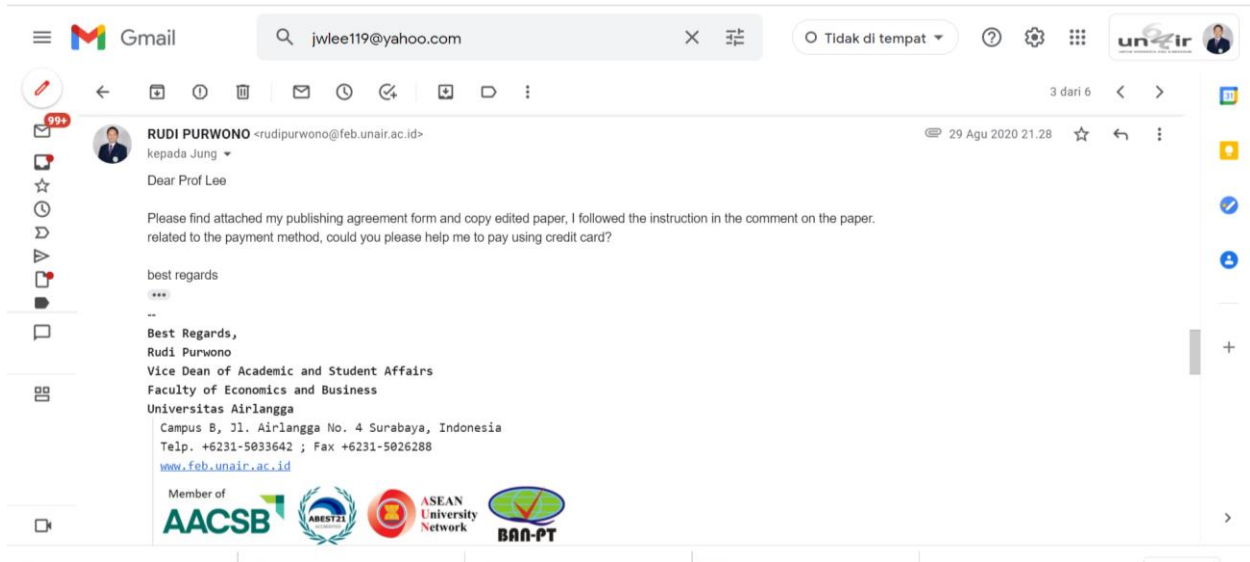 Gmail
jwlee119@yahoo.com
Tidak di tempat
unair
3 dari 6
99+
31
RUDI PURWONO <rudipurwono@feb.unair.ac.id>
29 Agu 2020 21.28
kepada Jung
Dear Prof Lee
Please find attached my publishing agreement form and copy edited paper, I followed the instruction in the comment on the paper.
related to the payment method, could you please help me to pay using credit card?
best regards
--
Best Regards,
Rudi Purwono
Vice Dean of Academic and Student Affairs
Faculty of Economics and Business
Universitas Airlangga
Campus B, Jl. Airlangga No. 4 Surabaya, Indonesia
Telp. +6231-5033642 ; Fax +6231-5026288
www.feb.unair.ac.id
Member of
AACSB
ABEST21
ASEAN
University
Network
BAN-PT